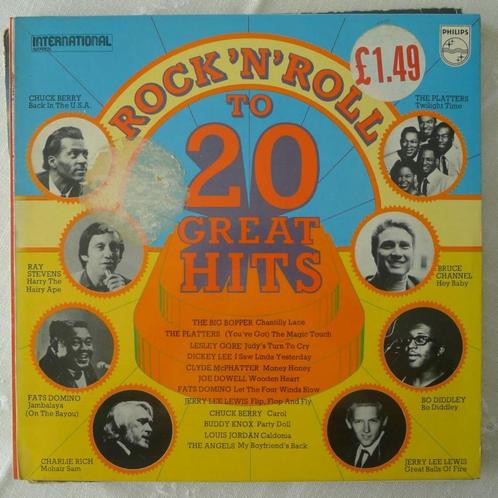 INTERNATIONAL
SERIES
PHILIPS
£1.49
ROCK 'N' ROLL
TO
20
GREAT
HITS
CHUCK BERRY
Back In The U.S.A.
THE PLATTERS
Twilight Time
RAY
STEVENS
Harry The
Hairy Ape
BRUCE
CHANNEL
Hey Baby
FATS DOMINO
Jambalaya
(On The Bayou)
BO DIDDLEY
Bo Diddley
CHARLIE RICH
Mohair Sam
JERRY LEE LEWIS
Great Balls Of Fire
THE BIG BOPPER Chantilly Lace
THE PLATTERS (You've Got) The Magic Touch
LESLEY GORE Judy's Turn To Cry
DICKEY LEE I Saw Linda Yesterday
CLYDE McPHATTER Money Honey
JOE DOWELL Wooden Heart
FATS DOMINO Let The Four Winds Blow
JERRY LEE LEWIS Flip, Flop And Fly
CHUCK BERRY Carol
BUDDY KNOX Party Doll
LOUIS JORDAN Caldonia
THE ANGELS My Boyfriend's Back